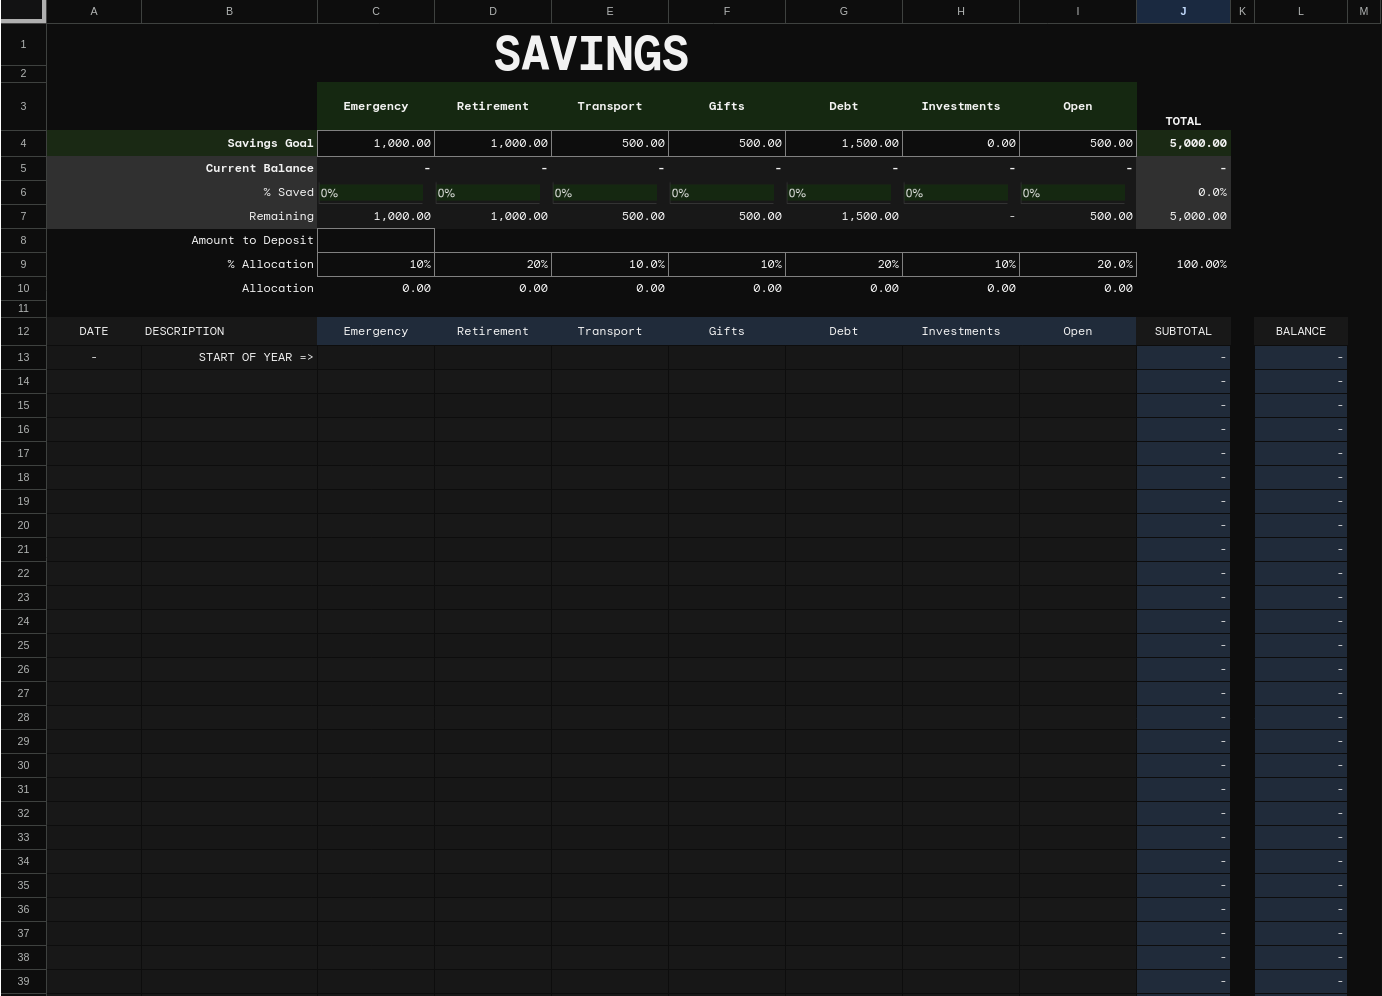 A B C D E F G H I J K L M
1 SAVINGS
2
3 Emergency Retirement Transport Gifts Debt Investments Open TOTAL
4 Savings Goal 1,000.00 1,000.00 500.00 500.00 1,500.00 0.00 500.00 5,000.00
5 Current Balance - - - - - - - -
6 % Saved 0% 0% 0% 0% 0% 0% 0% 0.0%
7 Remaining 1,000.00 1,000.00 500.00 500.00 1,500.00 - 500.00 5,000.00
8 Amount to Deposit
9 % Allocation 10% 20% 10.0% 10% 20% 10% 20.0% 100.00%
10 Allocation 0.00 0.00 0.00 0.00 0.00 0.00 0.00
11
12 DATE DESCRIPTION Emergency Retirement Transport Gifts Debt Investments Open SUBTOTAL BALANCE
13 - START OF YEAR => - -
14 - -
15 - -
16 - -
17 - -
18 - -
19 - -
20 - -
21 - -
22 - -
23 - -
24 - -
25 - -
26 - -
27 - -
28 - -
29 - -
30 - -
31 - -
32 - -
33 - -
34 - -
35 - -
36 - -
37 - -
38 - -
39 - -